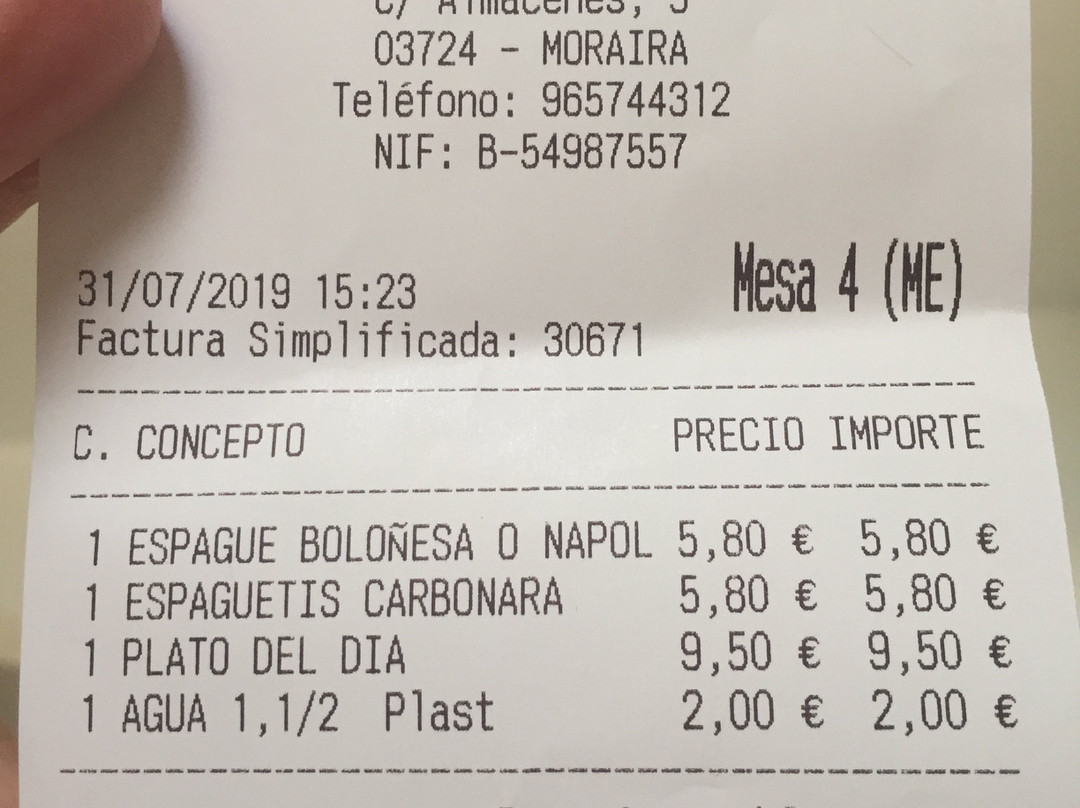 C/ Almacenes, 5
03724 - MORAIRA
Teléfono: 965744312
NIF: B-54987557
31/07/2019 15:23
Mesa 4 (ME)
Factura Simplificada: 30671
C. CONCEPTO PRECIO IMPORTE
1 ESPAGUE BOLOÑESA O NAPOL 5,80 € 5,80 €
1 ESPAGUETIS CARBONARA 5,80 € 5,80 €
1 PLATO DEL DIA 9,50 € 9,50 €
1 AGUA 1,1/2 Plast 2,00 € 2,00 €